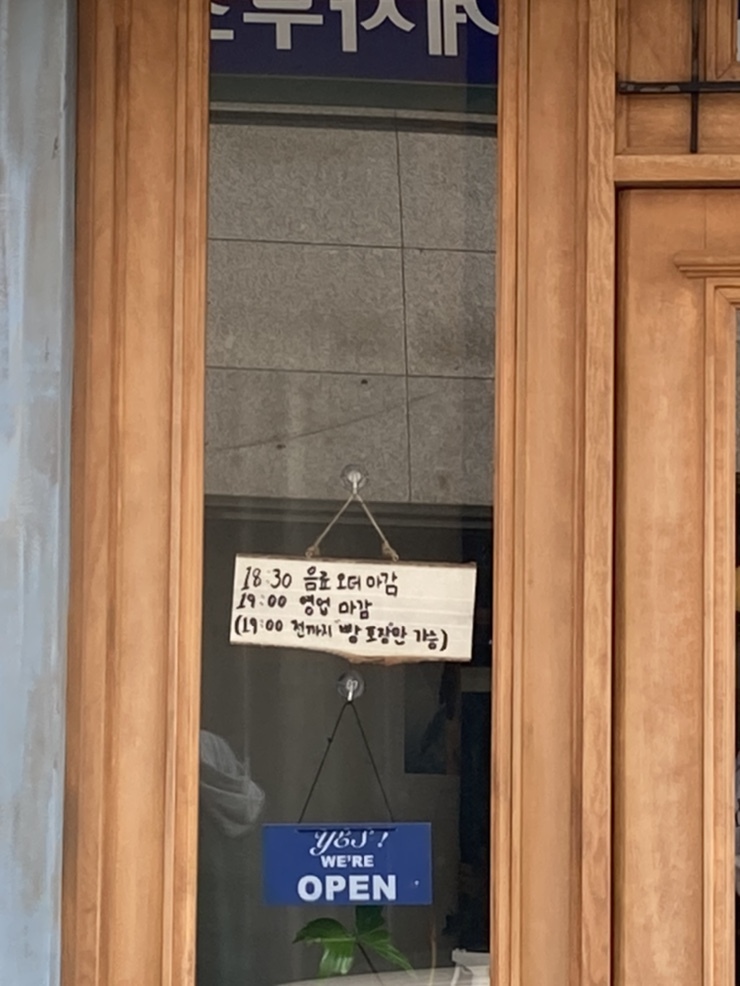 18:30 음료 오더 마감
19:00 영업 마감
(19:00 전까지 "빵 포장"만 가능)
YES!
WE'RE
OPEN